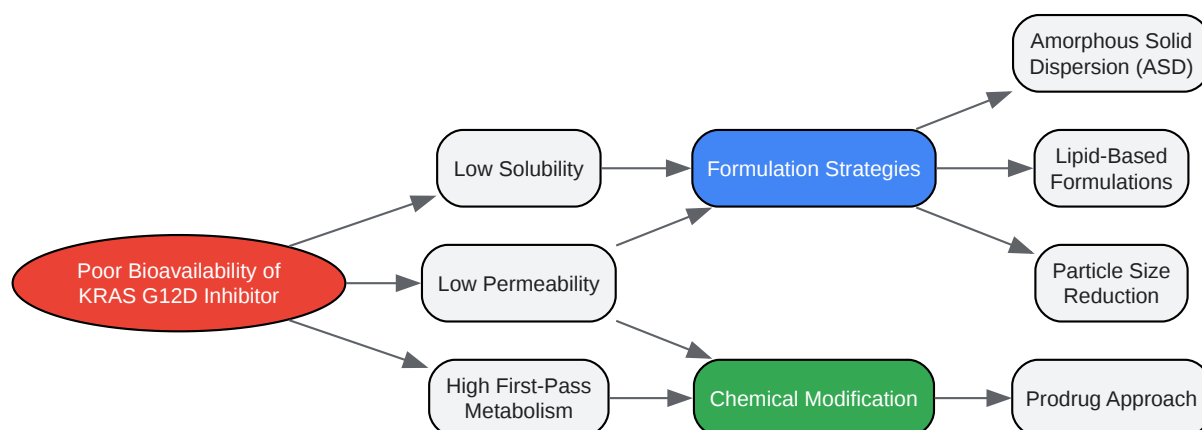 Poor Bioavailability of
KRAS G12D Inhibitor
Low Solubility
Low Permeability
High First-Pass
Metabolism
Formulation Strategies
Chemical Modification
Amorphous Solid
Dispersion (ASD)
Lipid-Based
Formulations
Particle Size
Reduction
Prodrug Approach